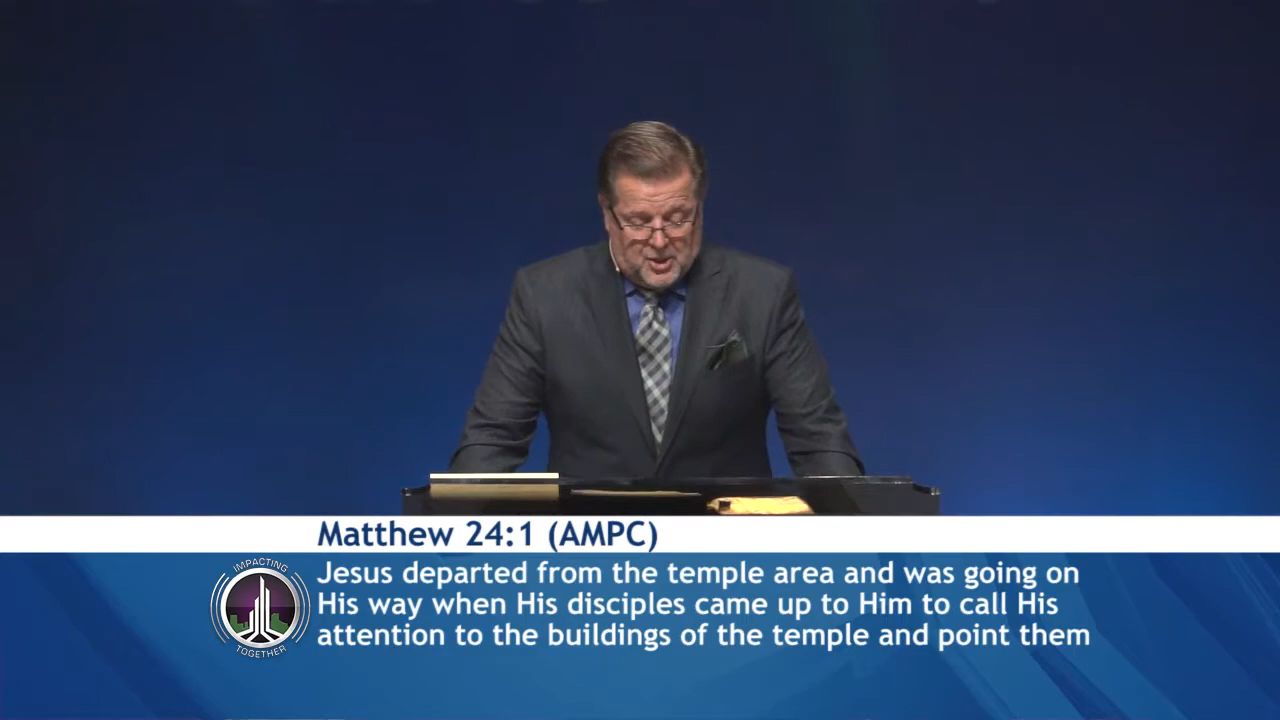 Matthew 24:1 (AMPC)
IMPACTING
TOGETHER
Jesus departed from the temple area and was going on
His way when His disciples came up to Him to call His
attention to the buildings of the temple and point them